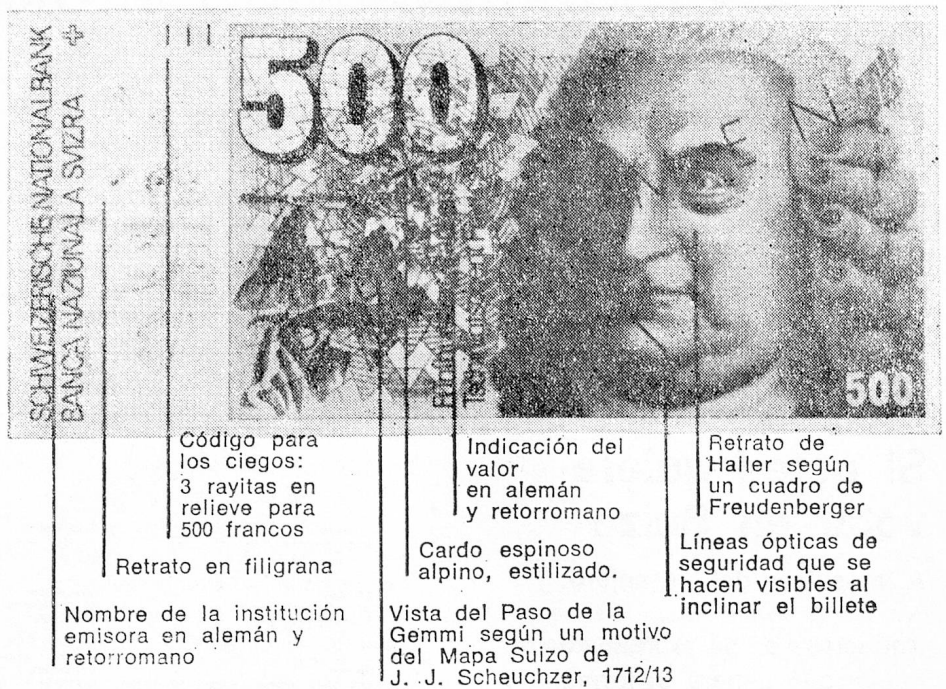 SCHWEIZERISCHE NATIONALBANK
BANCA NAZIUNALA SVIZRA
500
500
Código para
los ciegos:
3 rayitas en
relieve para
500 francos
Retrato en filigrana
Nombre de la institución
emisora en alemán y
retorromano
Indicación del
valor
en alemán
y retorromano
Cardo espinoso
alpino, estilizado.
Vista del Paso de la
Gemmi según un motivo
del Mapa Suizo de
J. J. Scheuchzer, 1712/13
Retrato de
Haller según
un cuadro de
Freudenberger
Líneas ópticas de
seguridad que se
hacen visibles al
inclinar el billete